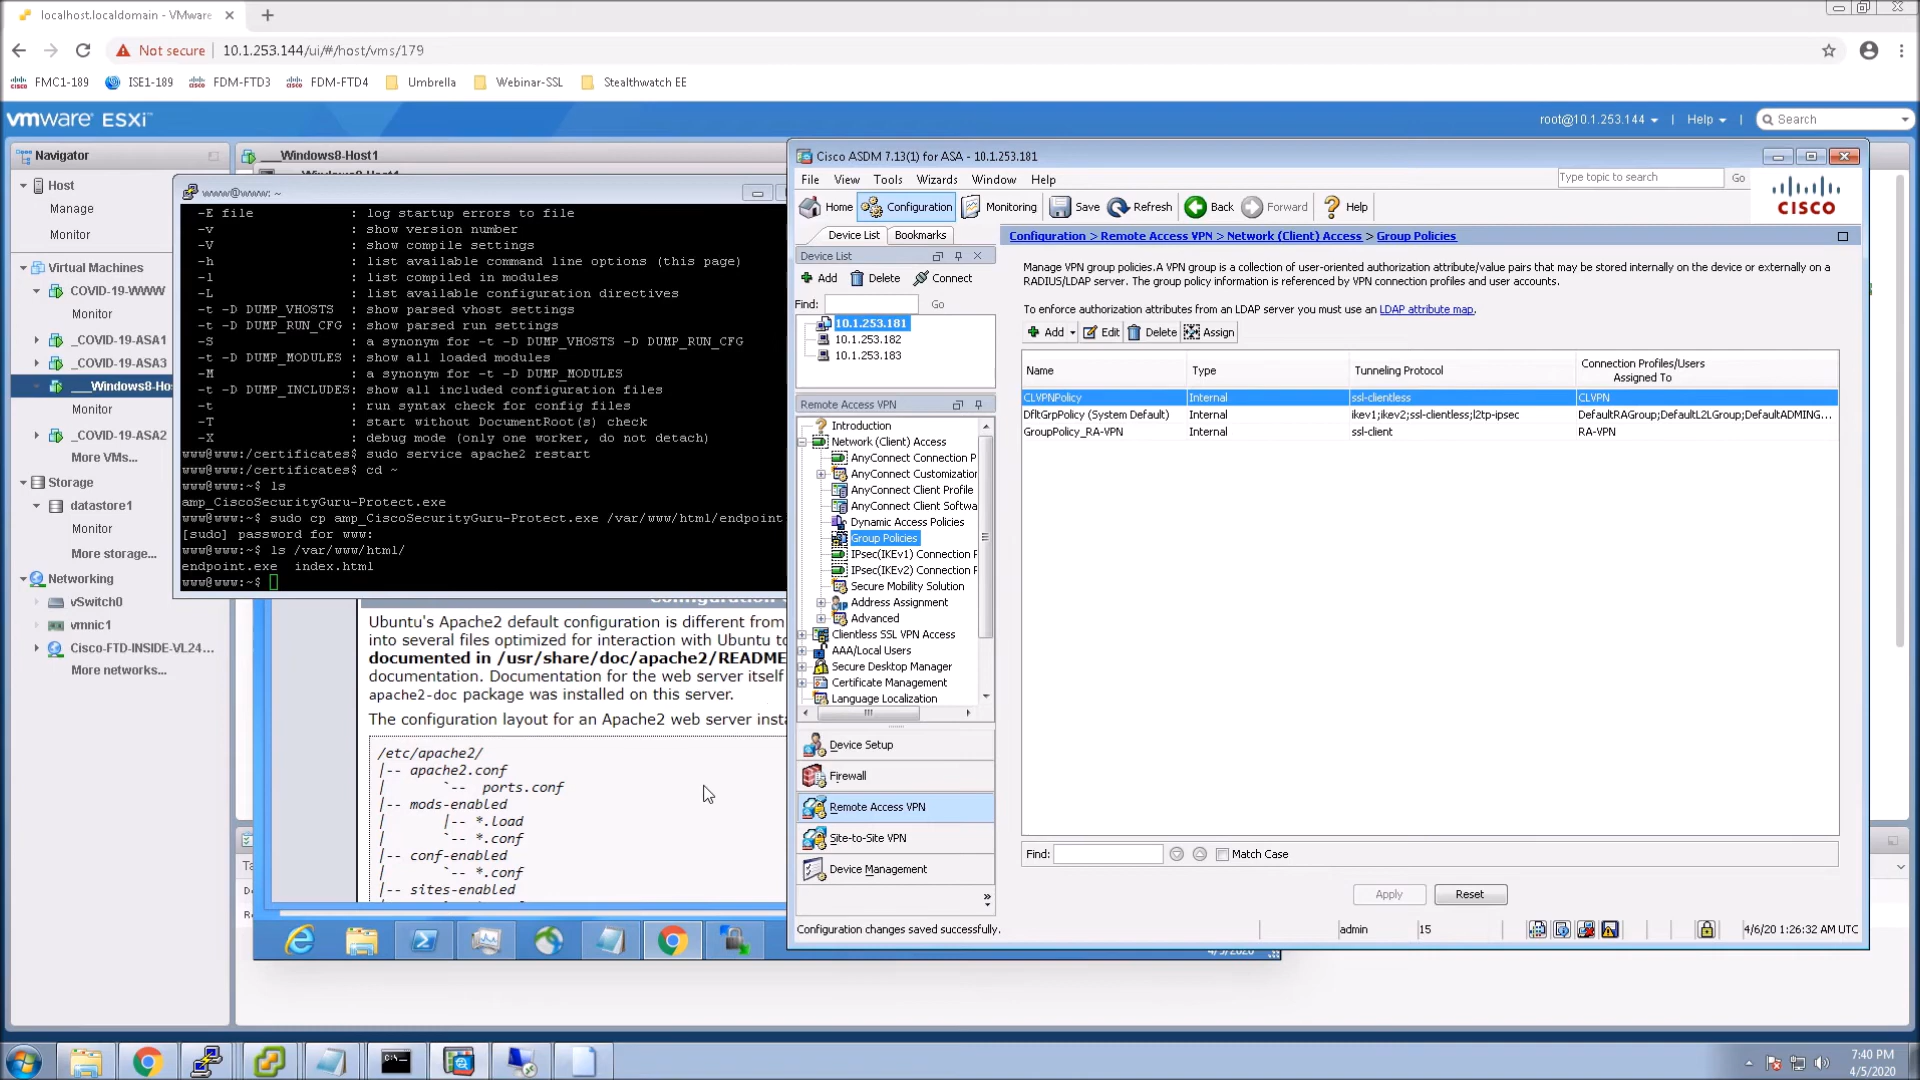 localhost.localdomain - VMware
Not secure
10.1.253.144/ui/#/host/vms/179
FMC1-189
ISE1-189
FDM-FTD3
FDM-FTD4
Umbrella
Webinar-SSL
Stealthwatch EE
vmware ESXi™
root@10.1.253.144
Help
Search
Navigator
Host
Manage
Monitor
Virtual Machines
COVID-19-WWW
Monitor
_COVID-19-ASA1
_COVID-19-ASA3
___Windows8-Hos
Monitor
_COVID-19-ASA2
More VMs...
Storage
datastore1
Monitor
More storage...
Networking
vSwitch0
vmnic1
Cisco-FTD-INSIDE-VL24...
More networks...
___Windows8-Host1
www@www: ~
-E file : log startup errors to file
-v : show version number
-V : show compile settings
-h : list available command line options (this page)
-l : list compiled in modules
-L : list available configuration directives
-t -D DUMP_VHOSTS : show parsed vhost settings
-t -D DUMP_RUN_CFG : show parsed run settings
-S : a synonym for -t -D DUMP_VHOSTS -D DUMP_RUN_CFG
-t -D DUMP_MODULES : show all loaded modules
-M : a synonym for -t -D DUMP_MODULES
-t -D DUMP_INCLUDES: show all included configuration files
-t : run syntax check for config files
-T : start without DocumentRoot(s) check
-X : debug mode (only one worker, do not detach)
www@www:/certificates$ sudo service apache2 restart
www@www:/certificates$ cd ~
www@www:~$ ls
amp_CiscoSecurityGuru-Protect.exe
www@www:~$ sudo cp amp_CiscoSecurityGuru-Protect.exe /var/www/html/endpoint
[sudo] password for www:
www@www:~$ ls /var/www/html/
endpoint.exe index.html
www@www:~$
Ubuntu's Apache2 default configuration is different from
into several files optimized for interaction with Ubuntu to
documented in /usr/share/doc/apache2/README
documentation. Documentation for the web server itself
apache2-doc package was installed on this server.
The configuration layout for an Apache2 web server insta
/etc/apache2/
|-- apache2.conf
| `-- ports.conf
|-- mods-enabled
| |-- *.load
| `-- *.conf
|-- conf-enabled
| `-- *.conf
|-- sites-enabled
Cisco ASDM 7.13(1) for ASA - 10.1.253.181
File View Tools Wizards Window Help
Type topic to search
Go
CISCO
Home
Configuration
Monitoring
Save
Refresh
Back
Forward
Help
Device List
Bookmarks
Device List
Add
Delete
Connect
Find:
Go
10.1.253.181
10.1.253.182
10.1.253.183
Remote Access VPN
Introduction
Network (Client) Access
AnyConnect Connection P
AnyConnect Customization
AnyConnect Client Profile
AnyConnect Client Softwa
Dynamic Access Policies
Group Policies
IPsec(IKEv1) Connection P
IPsec(IKEv2) Connection P
Secure Mobility Solution
Address Assignment
Advanced
Clientless SSL VPN Access
AAA/Local Users
Secure Desktop Manager
Certificate Management
Language Localization
Device Setup
Firewall
Remote Access VPN
Site-to-Site VPN
Device Management
Configuration > Remote Access VPN > Network (Client) Access > Group Policies
Manage VPN group policies.A VPN group is a collection of user-oriented authorization attribute/value pairs that may be stored internally on the device or externally on a
RADIUS/LDAP server. The group policy information is referenced by VPN connection profiles and user accounts.
To enforce authorization attributes from an LDAP server you must use an LDAP attribute map.
Add
Edit
Delete
Assign
Name Type Tunneling Protocol Connection Profiles/Users
Assigned To
CLVPNPolicy Internal ssl-clientless CLVPN
DfltGrpPolicy (System Default) Internal ikev1;ikev2;ssl-clientless;l2tp-ipsec DefaultRAGroup;DefaultL2LGroup;DefaultADMING...
GroupPolicy_RA-VPN Internal ssl-client RA-VPN
Find:
Match Case
Apply
Reset
Configuration changes saved successfully.
admin
15
4/6/20 1:26:32 AM UTC
7:40 PM
4/5/2020